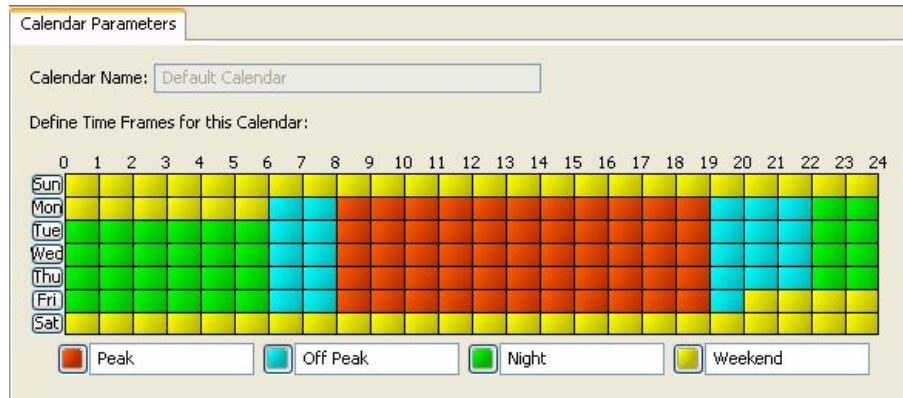 Calendar Parameters
Calendar Name: Default Calendar
Define Time Frames for this Calendar:
0 1 2 3 4 5 6 7 8 9 10 11 12 13 14 15 16 17 18 19 20 21 22 23 24
Sun
Mon
Tue
Wed
Thu
Fri
Sat
Peak Off Peak Night Weekend